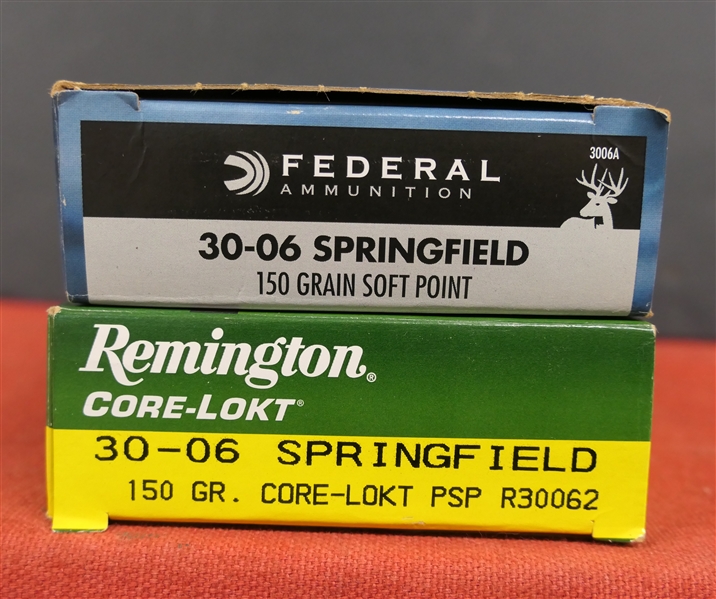 3006A
FEDERAL
AMMUNITION
30-06 SPRINGFIELD
150 GRAIN SOFT POINT
Remington®
CORE-LOKT®
30-06 SPRINGFIELD
150 GR. CORE-LOKT PSP R30062